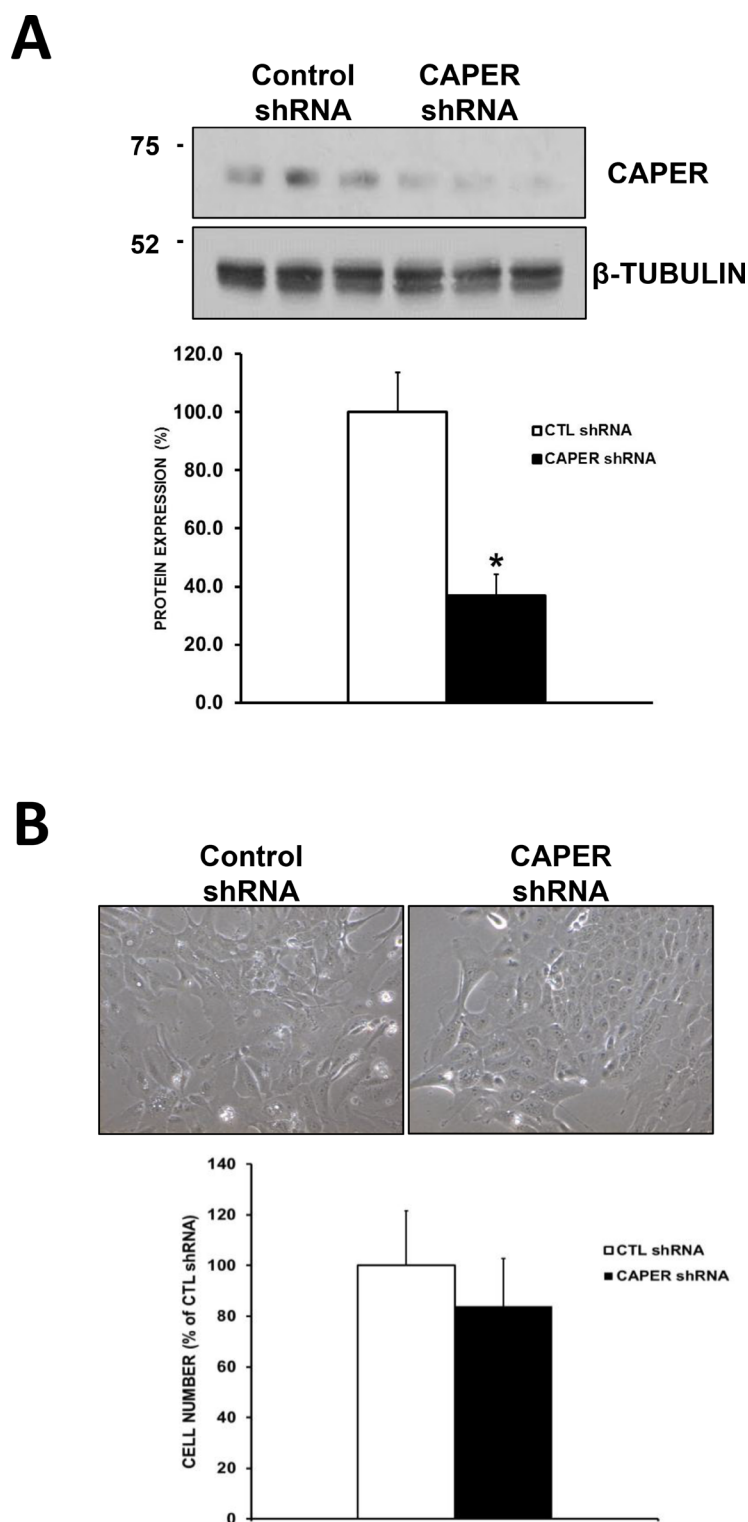 A
Control CAPER
shRNA shRNA
75 -
CAPER
52 -
β-TUBULIN
120.0
100.0
80.0
60.0
40.0
20.0
0.0
PROTEIN EXPRESSION (%)
CTL shRNA
CAPER shRNA
*
B
Control CAPER
shRNA shRNA
140
120
100
80
60
40
20
0
CELL NUMBER (% of CTL shRNA)
CTL shRNA
CAPER shRNA